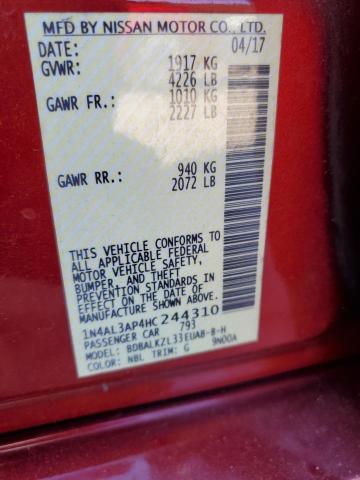 MFD BY NISSAN MOTOR CO., LTD.
DATE: 04/17
GVWR: 1917 KG
4226 LB
GAWR FR.: 1010 KG
2227 LB
GAWR RR.: 940 KG
2072 LB
THIS VEHICLE CONFORMS TO
ALL APPLICABLE FEDERAL
MOTOR VEHICLE SAFETY,
BUMPER, AND THEFT
PREVENTION STANDARDS IN
EFFECT ON THE DATE OF
MANUFACTURE SHOWN ABOVE.
1N4AL3AP4HC244310
PASSENGER CAR 793
MODEL: BDBALKZL33EUAB-B-H
COLOR: NBL TRIM: G 9N00A